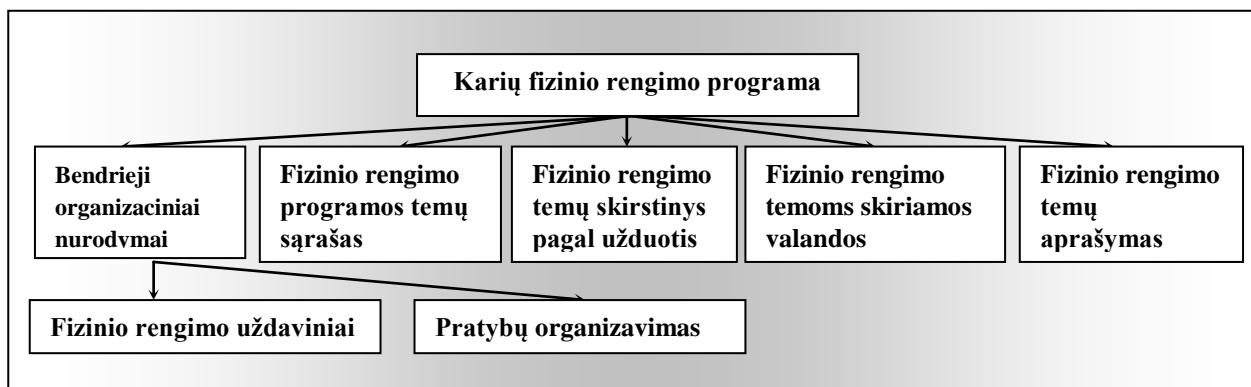 Karių fizinio rengimo programa
Bendrieji
organizaciniai
nurodymai
Fizinio rengimo
programos temų
sąrašas
Fizinio rengimo
temų skirstinys
pagal užduotis
Fizinio rengimo
temoms skiriamos
valandos
Fizinio rengimo
temų
aprašymas
Fizinio rengimo uždaviniai
Pratybų organizavimas